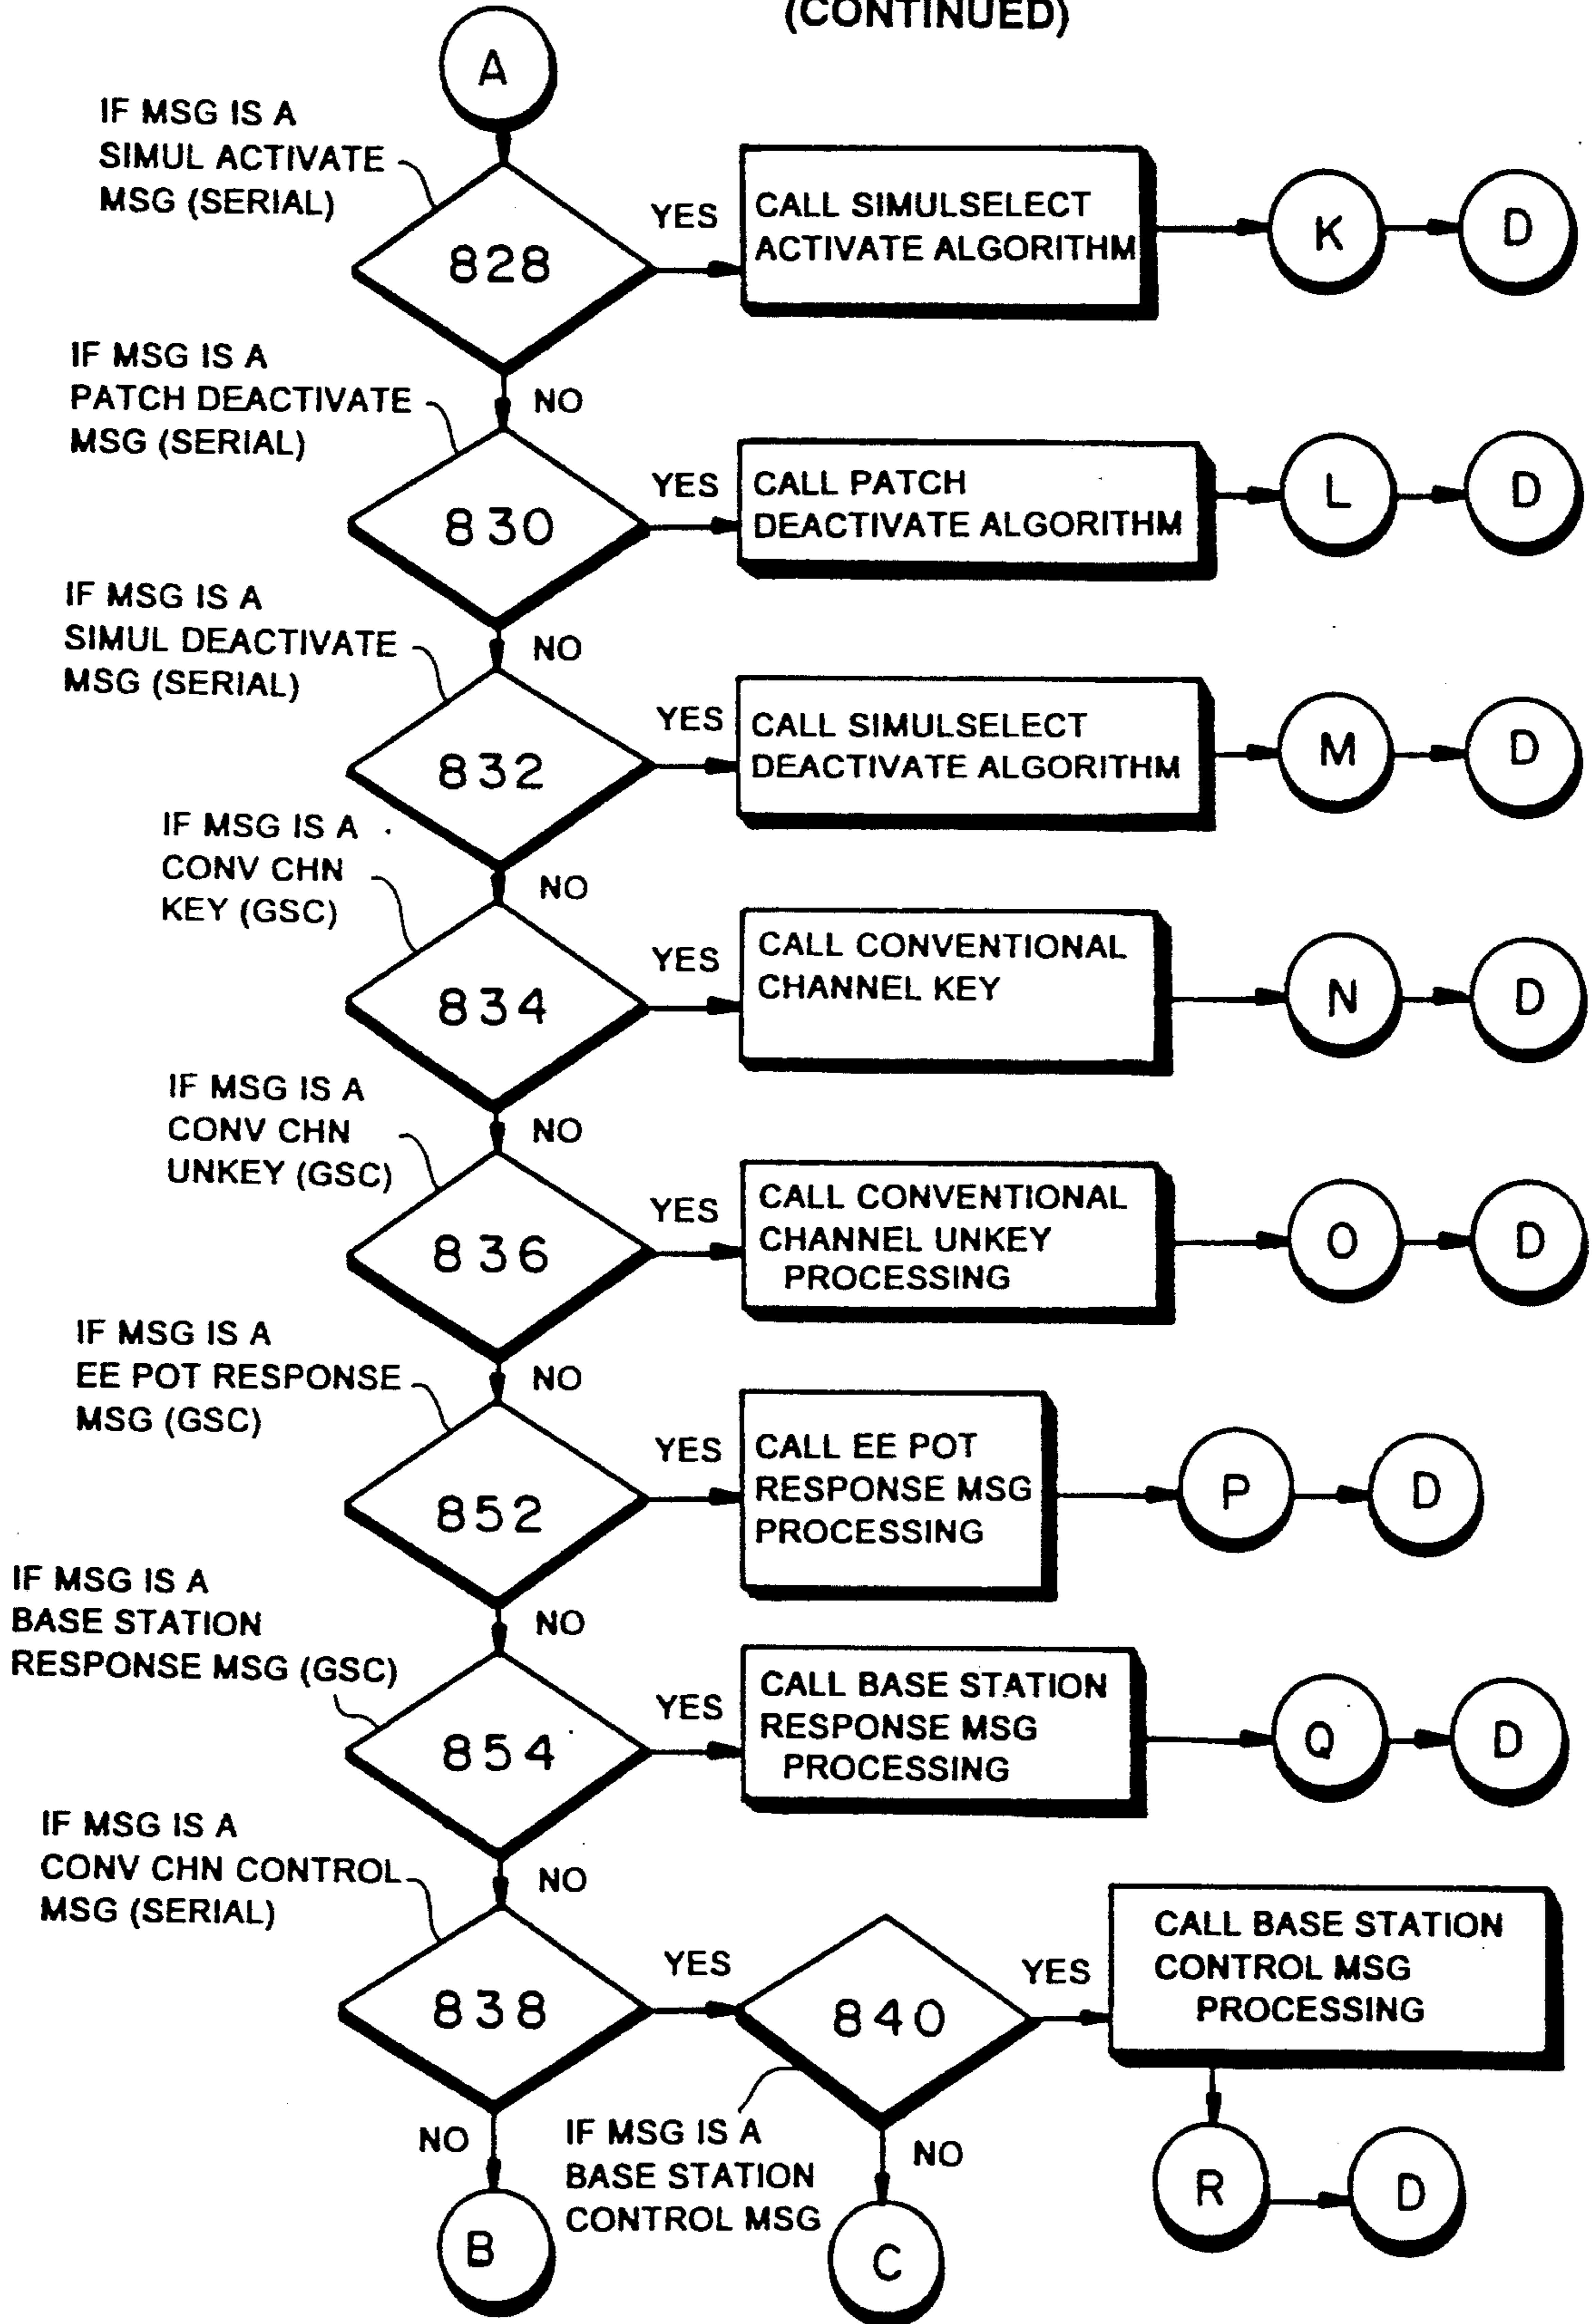 (CONTINUED)
A
IF MSG IS A
SIMUL ACTIVATE
MSG (SERIAL)
828
YES
CALL SIMULSELECT
ACTIVATE ALGORITHM
K
D
NO
IF MSG IS A
PATCH DEACTIVATE
MSG (SERIAL)
830
YES
CALL PATCH
DEACTIVATE ALGORITHM
L
D
NO
IF MSG IS A
SIMUL DEACTIVATE
MSG (SERIAL)
832
YES
CALL SIMULSELECT
DEACTIVATE ALGORITHM
M
D
NO
IF MSG IS A
CONV CHN
KEY (GSC)
834
YES
CALL CONVENTIONAL
CHANNEL KEY
N
D
NO
IF MSG IS A
CONV CHN
UNKEY (GSC)
836
YES
CALL CONVENTIONAL
CHANNEL UNKEY
PROCESSING
O
D
NO
IF MSG IS A
EE POT RESPONSE
MSG (GSC)
852
YES
CALL EE POT
RESPONSE MSG
PROCESSING
P
D
NO
IF MSG IS A
BASE STATION
RESPONSE MSG (GSC)
854
YES
CALL BASE STATION
RESPONSE MSG
PROCESSING
Q
D
NO
IF MSG IS A
CONV CHN CONTROL
MSG (SERIAL)
838
YES
840
YES
CALL BASE STATION
CONTROL MSG
PROCESSING
R
D
NO
B
IF MSG IS A
BASE STATION
CONTROL MSG
NO
C